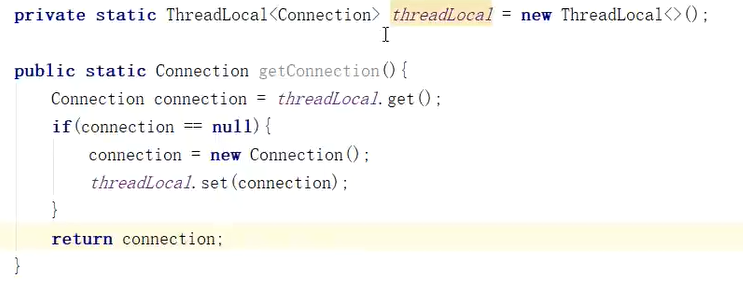 private static ThreadLocal<Connection> threadLocal = new ThreadLocal<>();
public static Connection getConnection(){
Connection connection = threadLocal.get();
if(connection == null){
connection = new Connection();
threadLocal.set(connection);
}
return connection;
}